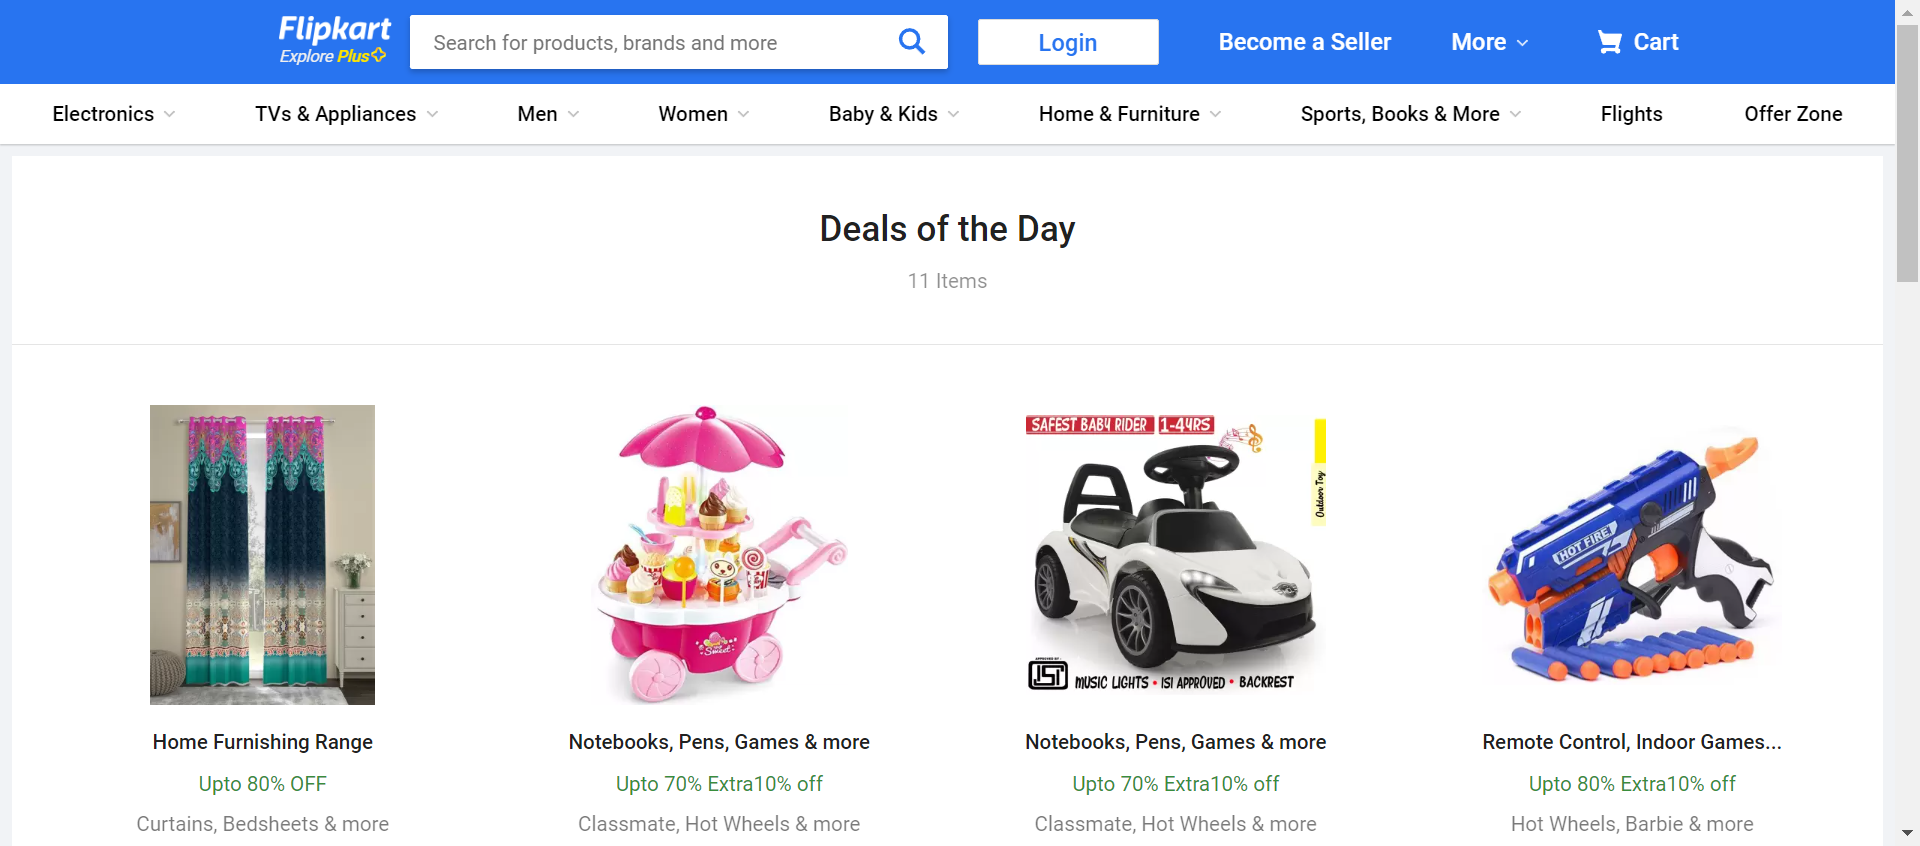 Flipkart
Explore Plus
Search for products, brands and more
Login
Become a Seller
More
Cart
Electronics
TVs & Appliances
Men
Women
Baby & Kids
Home & Furniture
Sports, Books & More
Flights
Offer Zone
Deals of the Day
11 Items
SAFEST BABY RIDER 1-4YRS
Outdoor Toy
HOT FIRE
Sweet
APPROVED BY :
ISI
MUSIC LIGHTS • ISI APPROVED • BACKREST
Home Furnishing Range
Notebooks, Pens, Games & more
Notebooks, Pens, Games & more
Remote Control, Indoor Games...
Upto 80% OFF
Upto 70% Extra10% off
Upto 70% Extra10% off
Upto 80% Extra10% off
Curtains, Bedsheets & more
Classmate, Hot Wheels & more
Classmate, Hot Wheels & more
Hot Wheels, Barbie & more